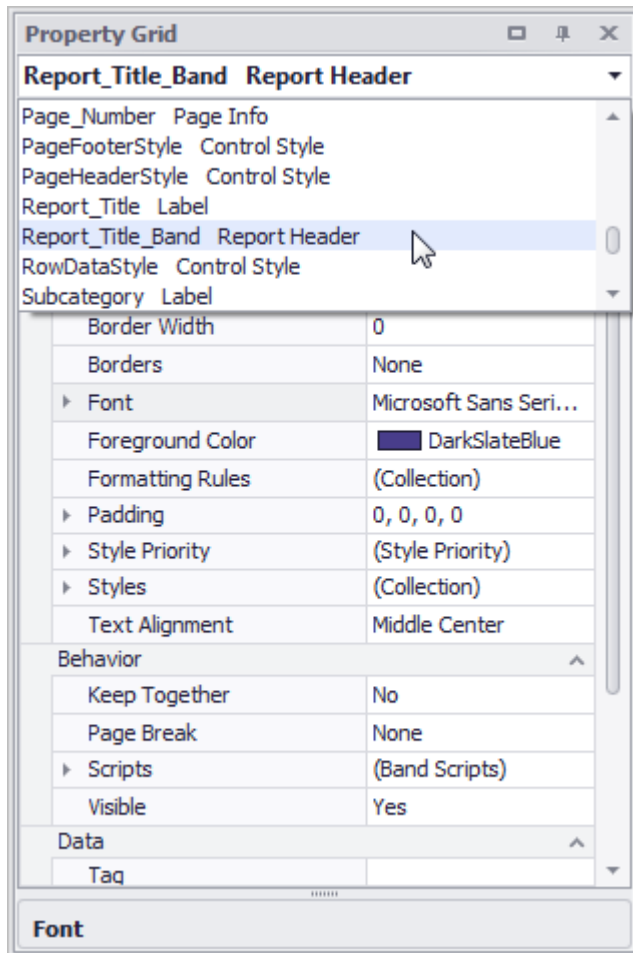 Property Grid
Report_Title_Band Report Header
Page_Number Page Info
PageFooterStyle Control Style
PageHeaderStyle Control Style
Report_Title Label
Report_Title_Band Report Header
RowDataStyle Control Style
Subcategory Label
Border Width 0
Borders None
Font Microsoft Sans Seri...
Foreground Color DarkSlateBlue
Formatting Rules (Collection)
Padding 0, 0, 0, 0
Style Priority (Style Priority)
Styles (Collection)
Text Alignment Middle Center
Behavior
Keep Together No
Page Break None
Scripts (Band Scripts)
Visible Yes
Data
Tag
Font